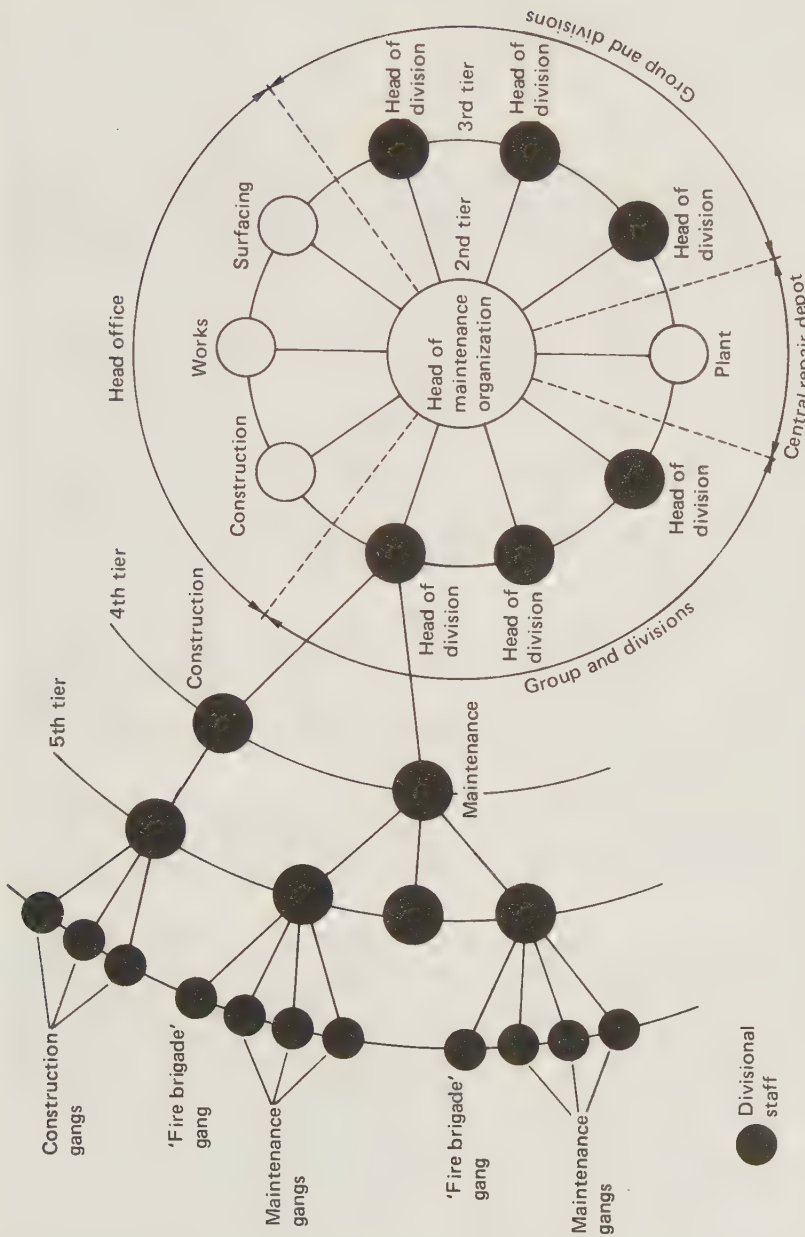 Construction
gangs
'Fire brigade'
gang
Maintenance
gangs
'Fire brigade'
gang
Maintenance
gangs
5th tier
4th tier
Construction
Maintenance
Head office
Construction
Works
Surfacing
Head of
maintenance
organization
2nd tier
3rd tier
Head of
division
Head of
division
Head of
division
Head of
division
Head of
division
Head of
division
Plant
Group and divisions
Group and divisions
Central repair depot
Divisional
staff